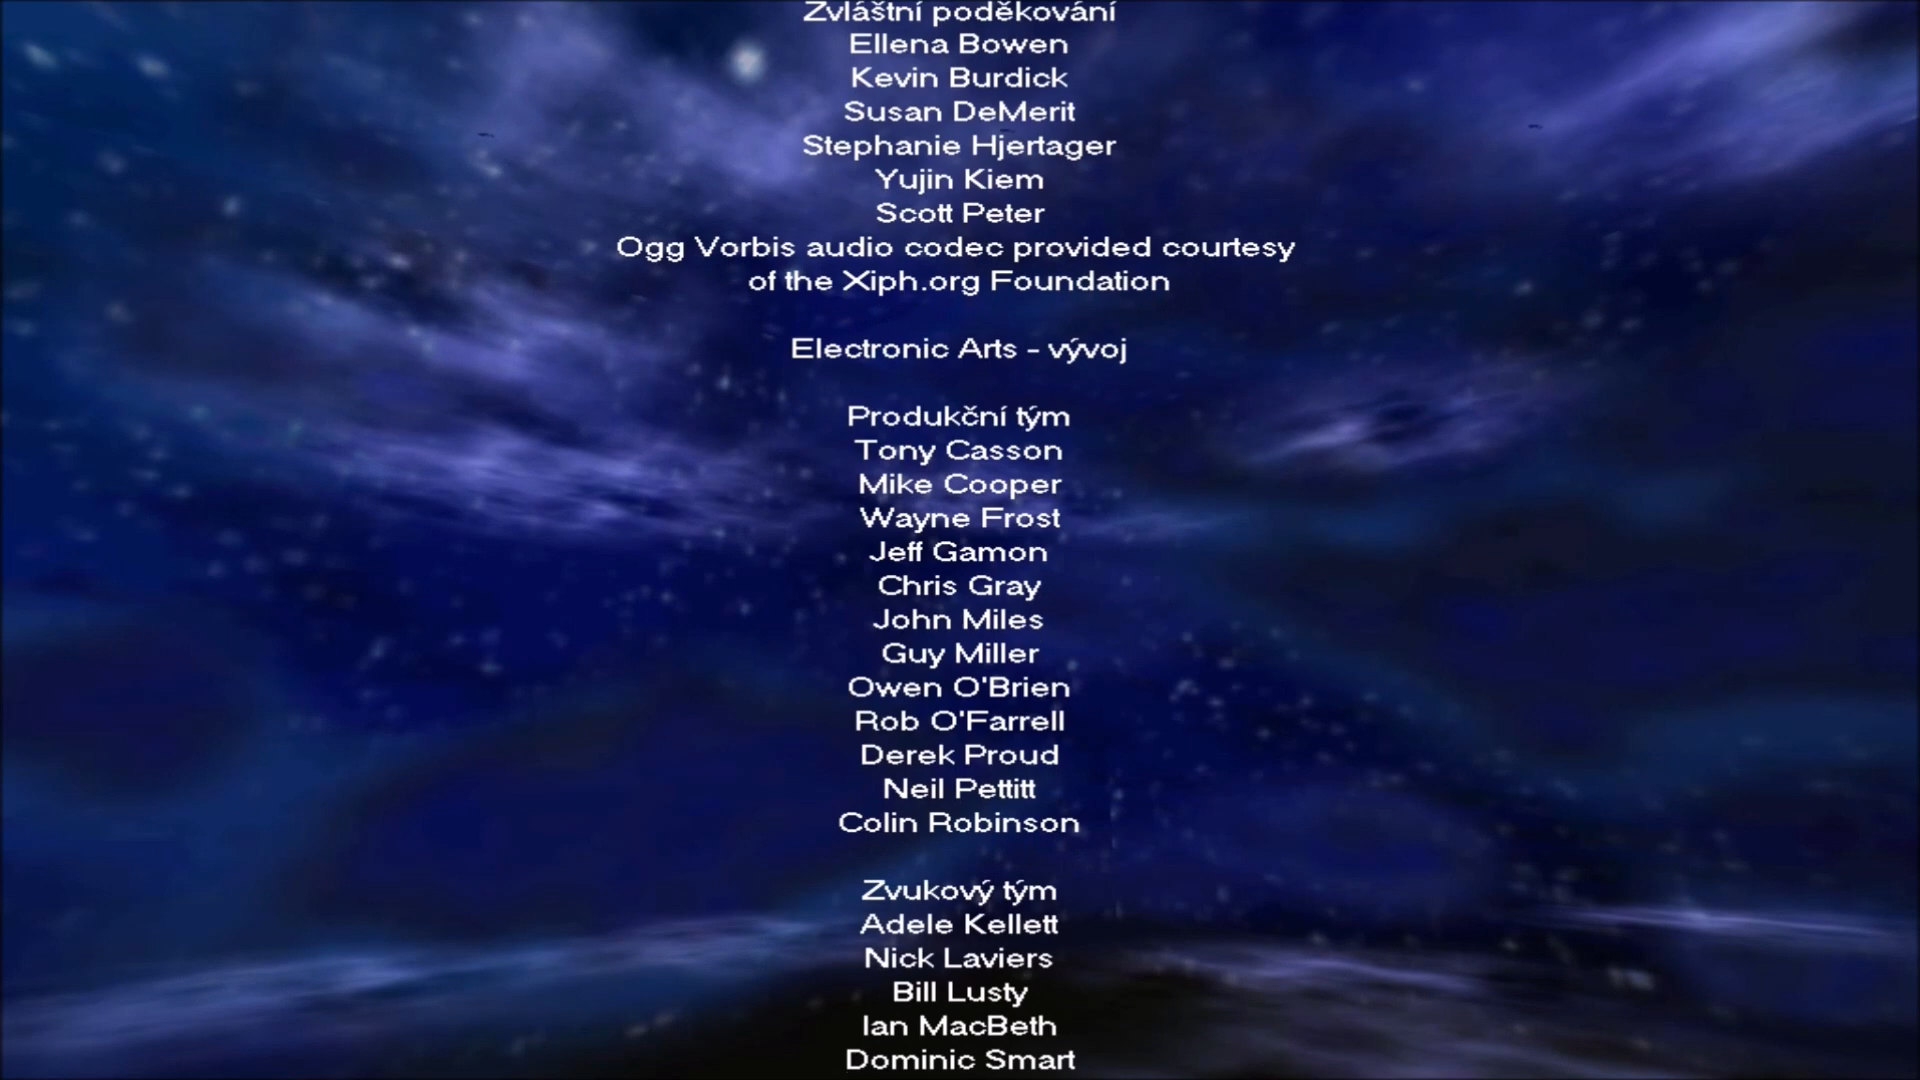 Zvláštní poděkování
Ellena Bowen
Kevin Burdick
Susan DeMerit
Stephanie Hjertager
Yujin Kiem
Scott Peter
Ogg Vorbis audio codec provided courtesy
of the Xiph.org Foundation
Electronic Arts - vývoj
Produkční tým
Tony Casson
Mike Cooper
Wayne Frost
Jeff Gamon
Chris Gray
John Miles
Guy Miller
Owen O'Brien
Rob O'Farrell
Derek Proud
Neil Pettitt
Colin Robinson
Zvukový tým
Adele Kellett
Nick Laviers
Bill Lusty
Ian MacBeth
Dominic Smart